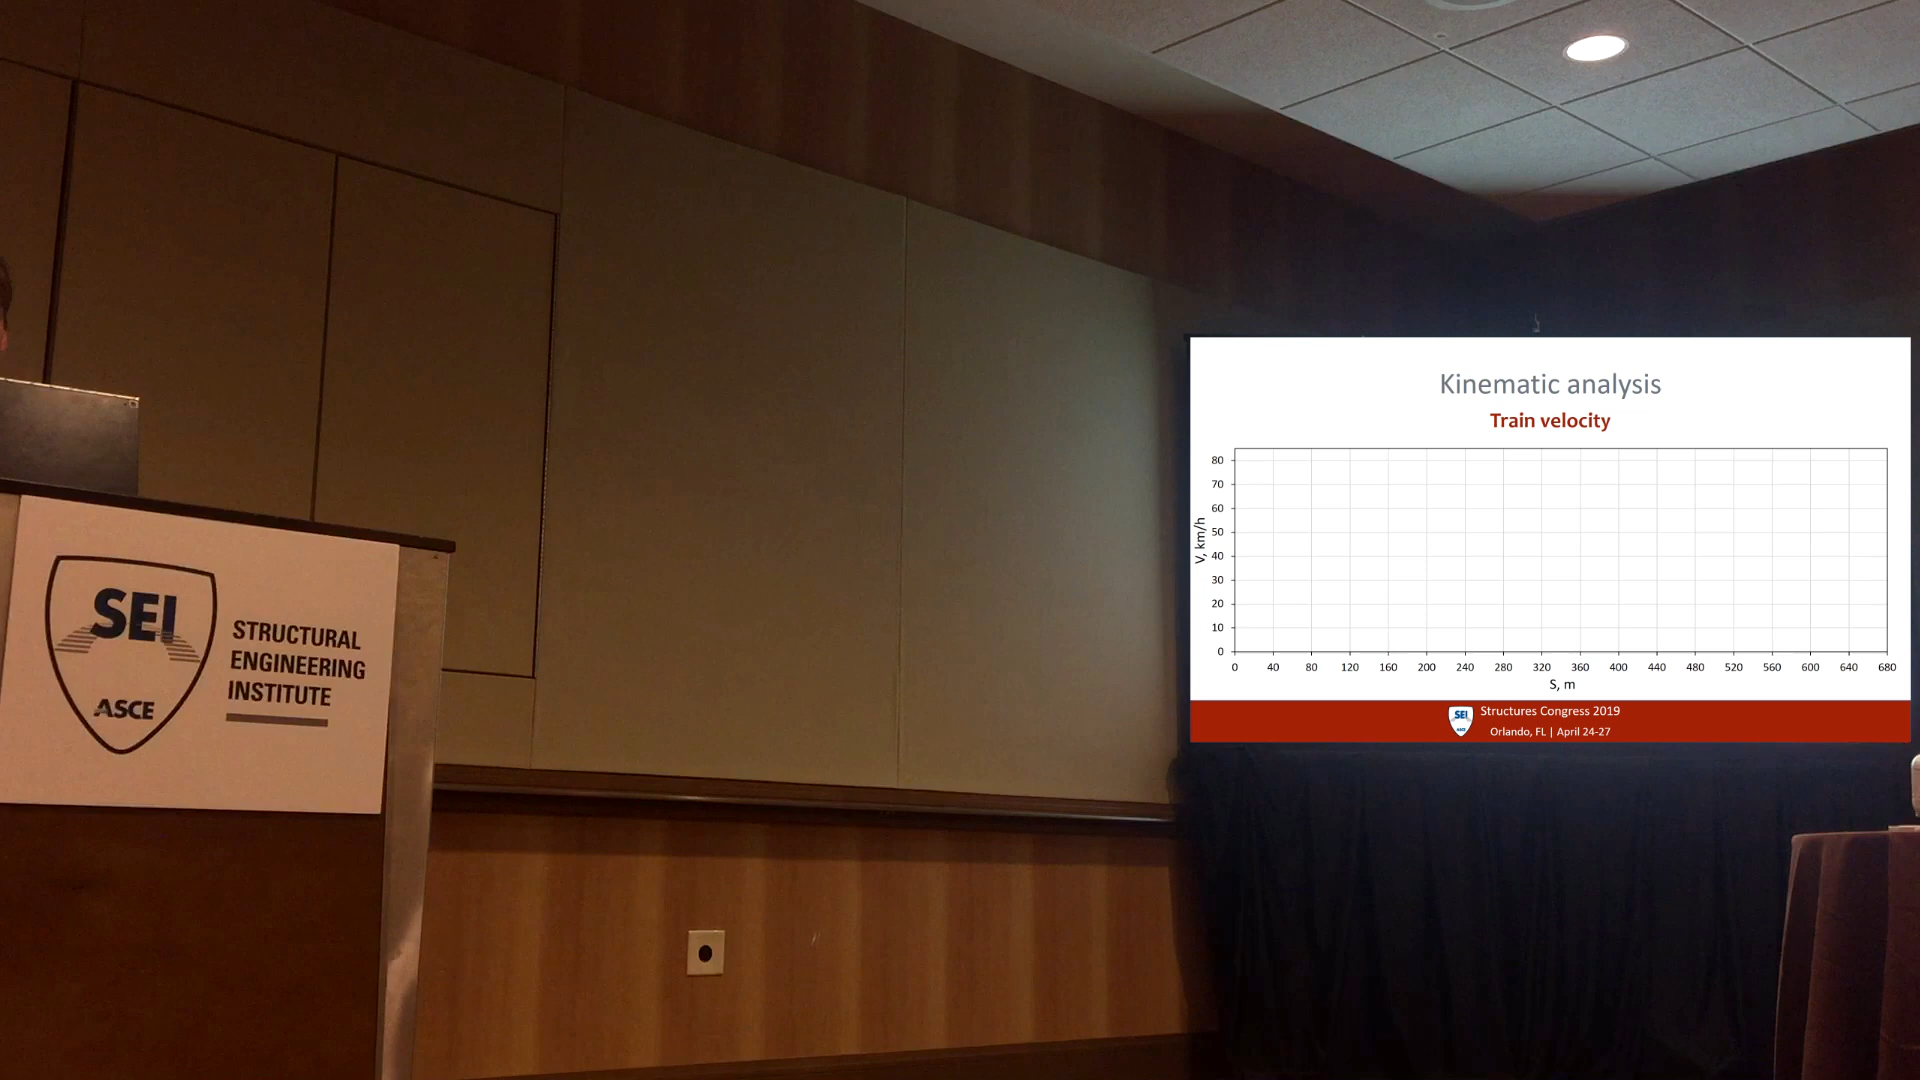 SEI
ASCE
STRUCTURAL
ENGINEERING
INSTITUTE
Kinematic analysis
Train velocity
V, km/h
80
70
60
50
40
30
20
10
0
0 40 80 120 160 200 240 280 320 360 400 440 480 520 560 600 640 680
S, m
SEI
ASCE
Structures Congress 2019
Orlando, FL | April 24-27